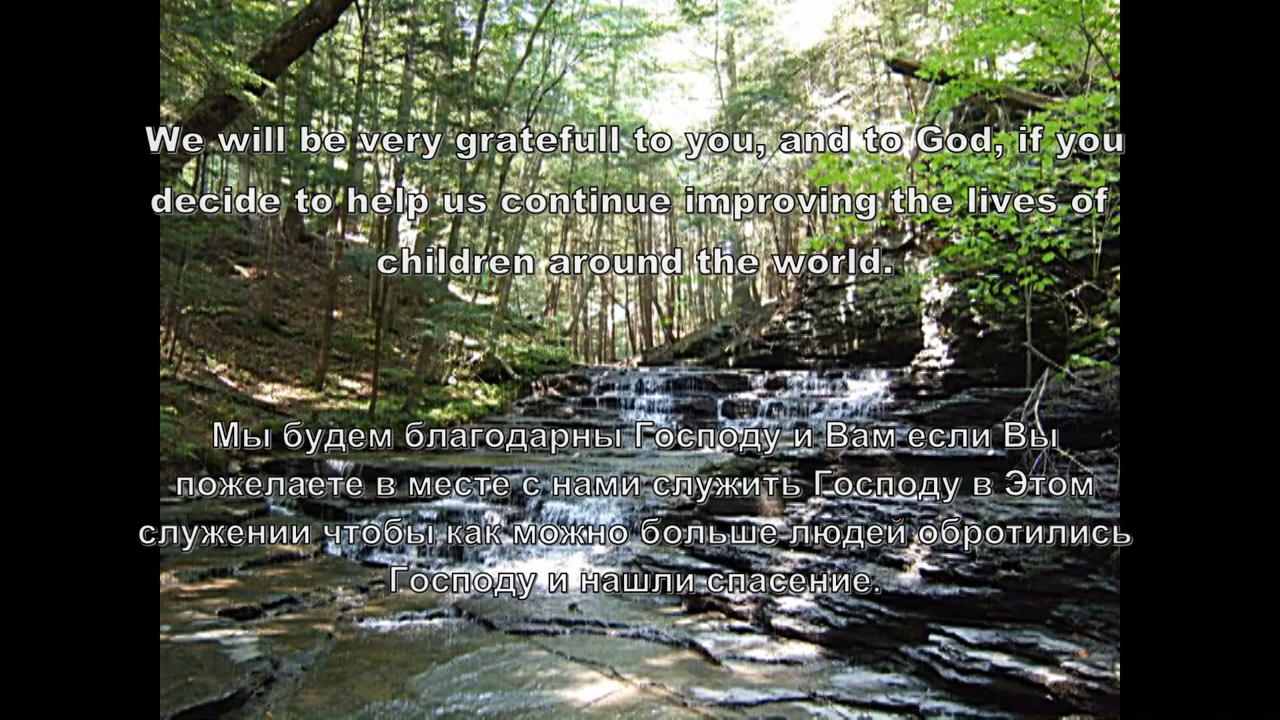 We will be very gratefull to you, and to God, if you
decide to help us continue improving the lives of
children around the world.
Мы будем благодарны Господу и Вам если Вы
пожелаете в месте с нами служить Господу в Этом
служении чтобы как можно больше людей обротились
Господу и нашли спасение.